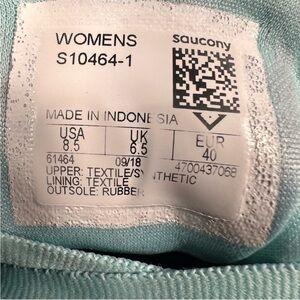 WOMENS saucony
S10464-1
MADE IN INDONESIA
USA UK EUR
8.5 6.5 40
61464 09/18 4700437068
UPPER: TEXTILE/SYNTHETIC
LINING: TEXTILE
OUTSOLE: RUBBER